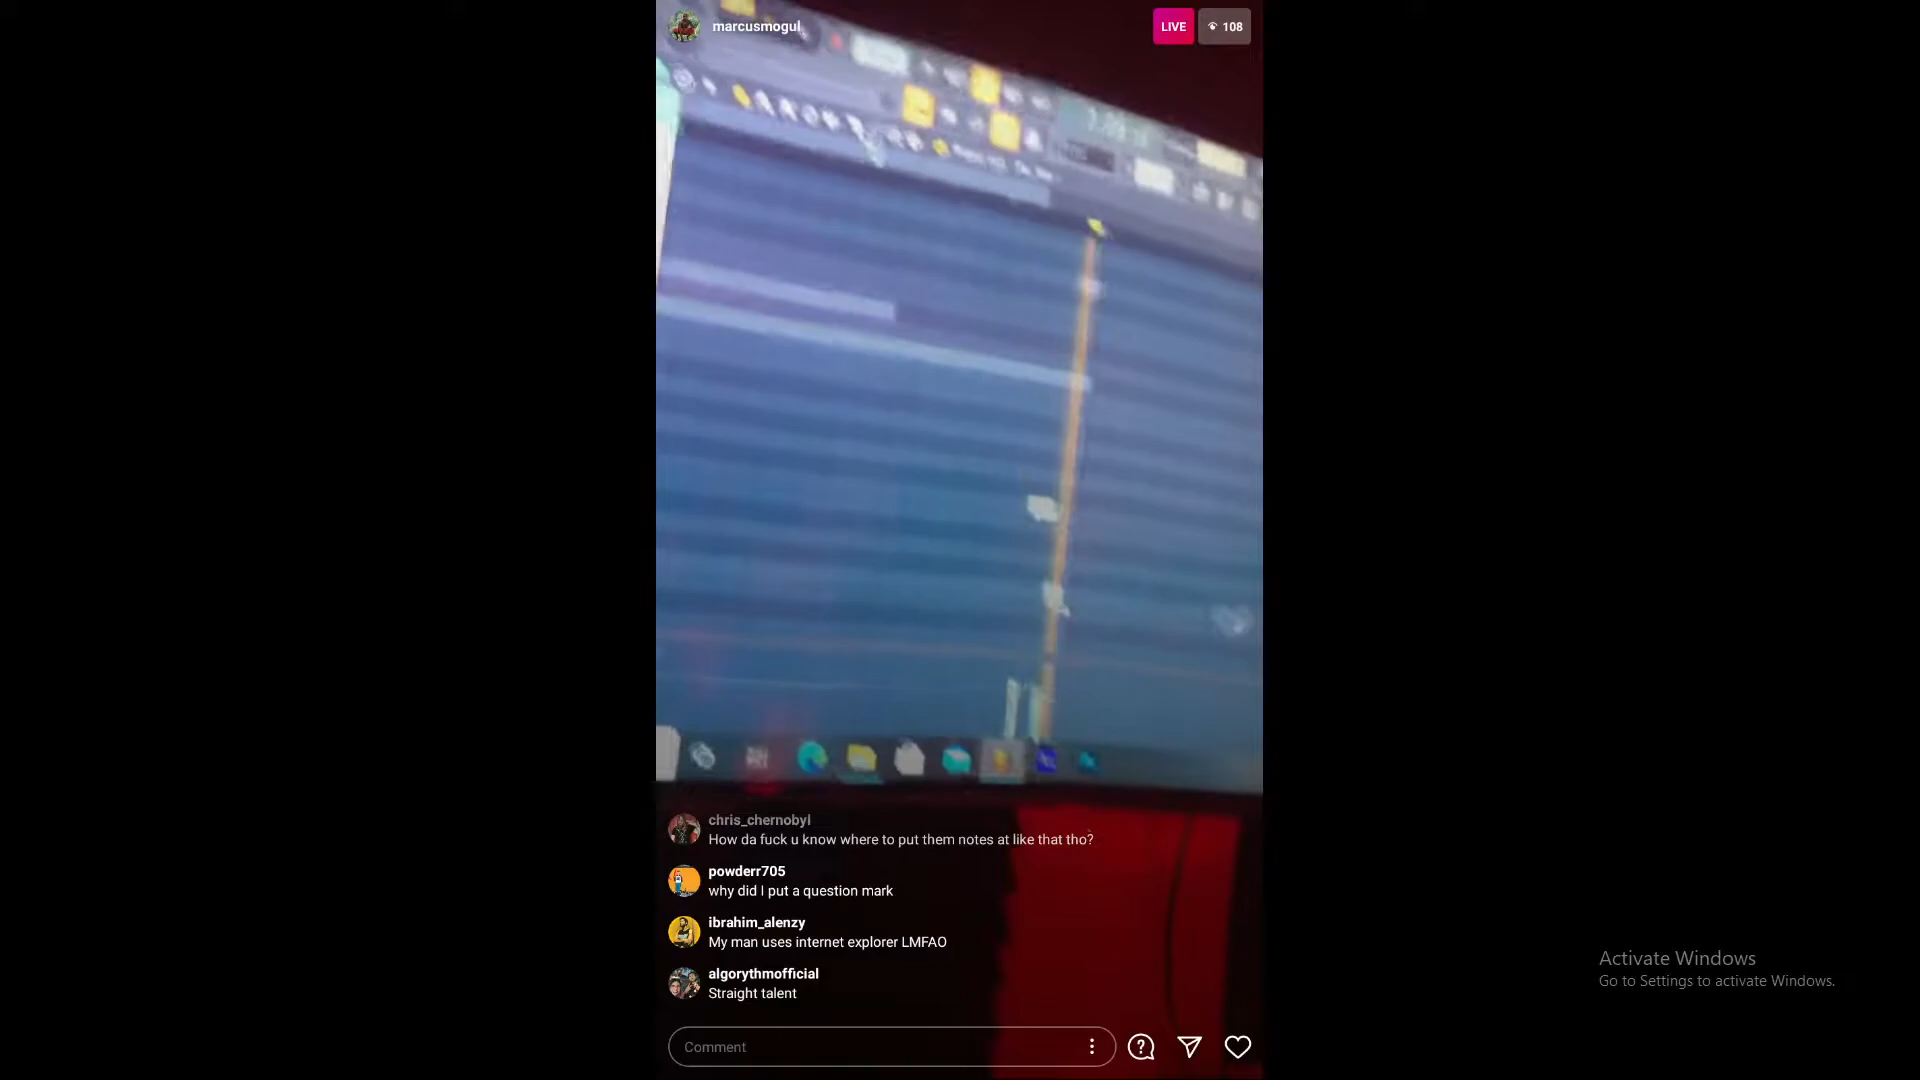 marcusmogul
LIVE
108
chris_chernobyl
How da fuck u know where to put them notes at like that tho?
powderr705
why did I put a question mark
ibrahim_alenzy
My man uses internet explorer LMFAO
algorythmofficial
Straight talent
Comment
Activate Windows
Go to Settings to activate Windows.